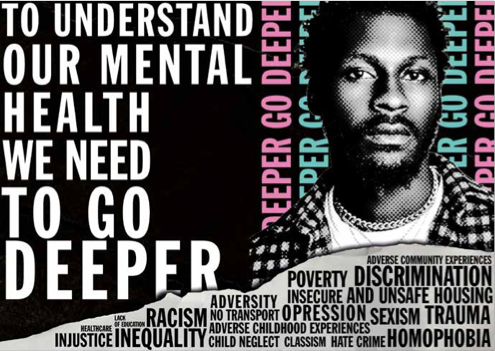 TO UNDERSTAND
OUR MENTAL
HEALTH
WE NEED
TO GO
DEEPER
DEEPER GO DEEPER
ADVERSE COMMUNITY EXPERIENCES
POVERTY DISCRIMINATION
INSECURE AND UNSAFE HOUSING
ADVERSITY
NO TRANSPORT OPRESSION SEXISM TRAUMA
LACK OF EDUCATION RACISM
ADVERSE CHILDHOOD EXPERIENCES
HEALTHCARE INJUSTICE INEQUALITY
CHILD NEGLECT CLASSISM HATE CRIME HOMOPHOBIA